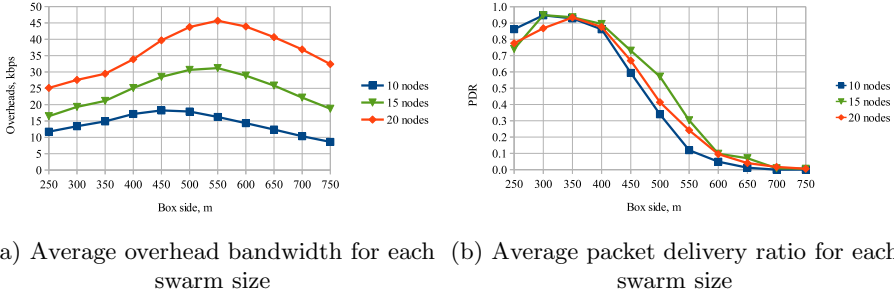 50
45
40
35
30
25
20
15
10
5
0
Overheads, kbps
250 300 350 400 450 500 550 600 650 700 750
Box side, m
10 nodes
15 nodes
20 nodes
1.0
0.9
0.8
0.7
0.6
0.5
0.4
0.3
0.2
0.1
0.0
PDR
250 300 350 400 450 500 550 600 650 700 750
Box side, m
10 nodes
15 nodes
20 nodes
a) Average overhead bandwidth for each
swarm size
(b) Average packet delivery ratio for each
swarm size